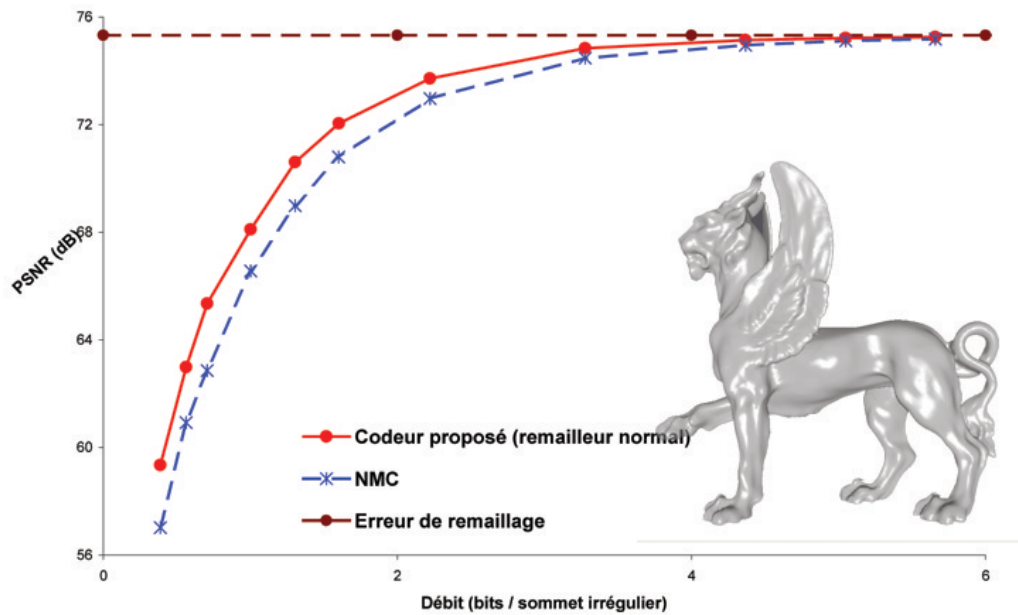 76
72
68
64
60
56
PSNR (dB)
Codeur proposé (remailleur normal)
NMC
Erreur de remaillage
0
2
4
6
Débit (bits / sommet irrégulier)